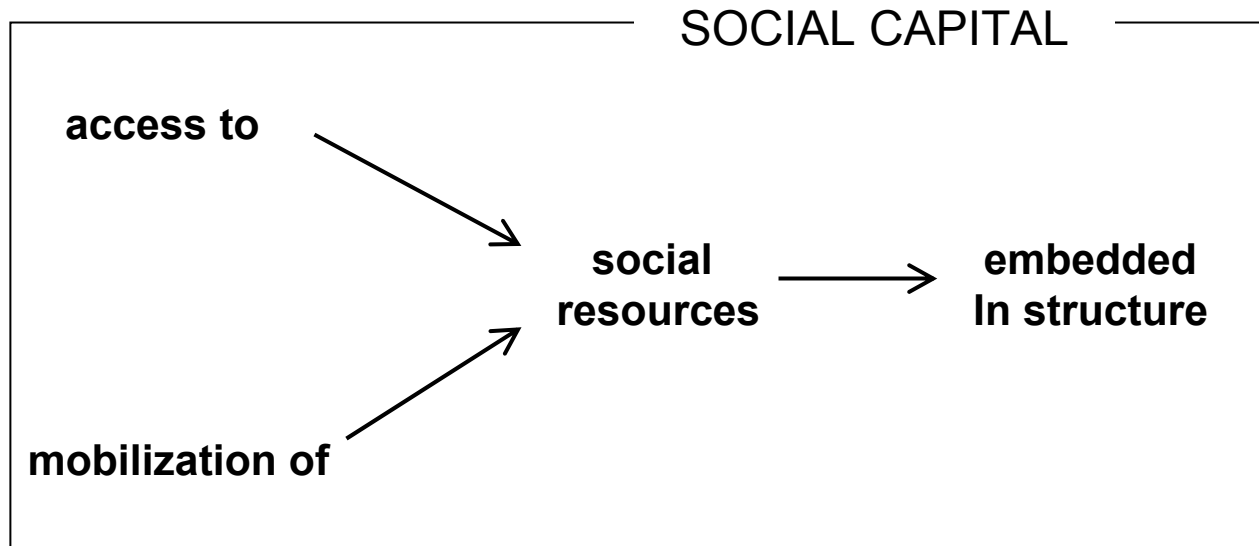 SOCIAL CAPITAL
access to
social
resources
embedded
In structure
mobilization of